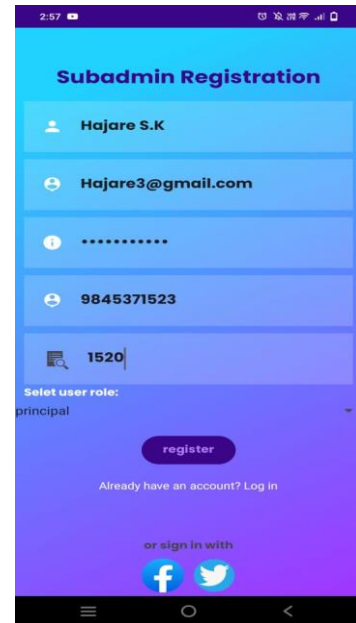 2:57
Subadmin Registration
Hajare S.K
Hajare3@gmail.com
•••••••••••
9845371523
1520
Selet user role:
principal
register
Already have an account? Log in
or sign in with